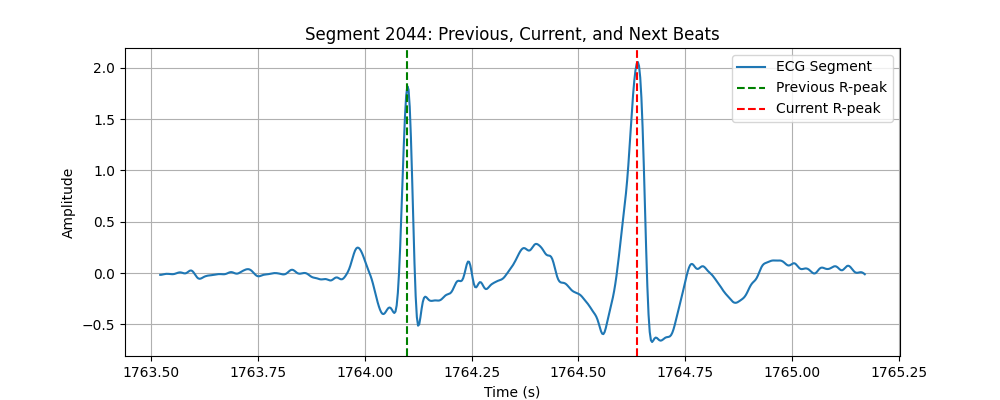 Segment 2044: Previous, Current, and Next Beats
ECG Segment
Previous R-peak
Current R-peak
Amplitude
2.0
1.5
1.0
0.5
0.0
−0.5
1763.50 1763.75 1764.00 1764.25 1764.50 1764.75 1765.00 1765.25
Time (s)